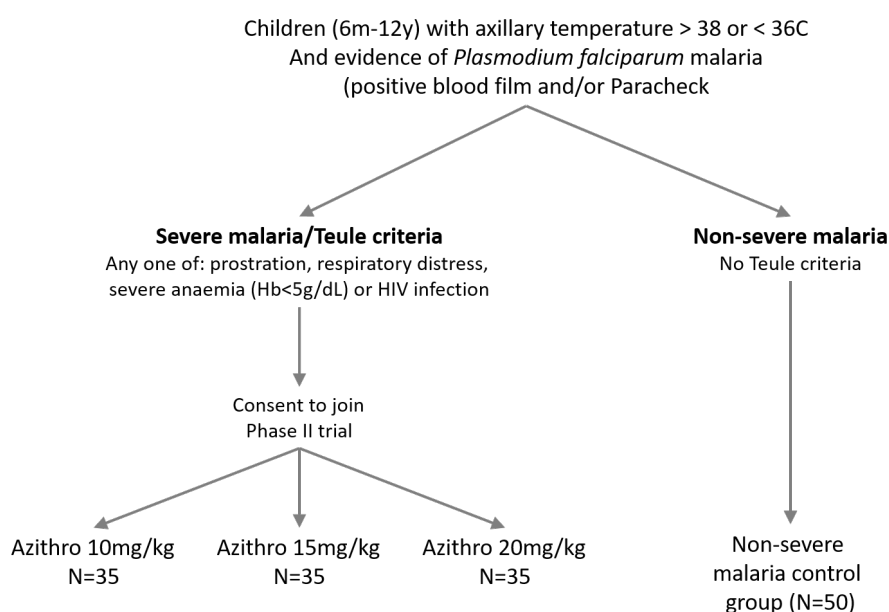 Children (6m-12y) with axillary temperature > 38 or < 36C
And evidence of Plasmodium falciparum malaria
(positive blood film and/or Paracheck
Severe malaria/Teule criteria
Any one of: prostration, respiratory distress,
severe anaemia (Hb<5g/dL) or HIV infection
Non-severe malaria
No Teule criteria
Consent to join
Phase II trial
Azithro 10mg/kg
N=35
Azithro 15mg/kg
N=35
Azithro 20mg/kg
N=35
Non-severe
malaria control
group (N=50)